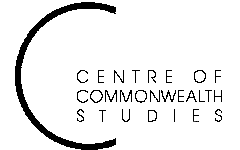 CENTRE OF
COMMONWEALTH
STUDIES